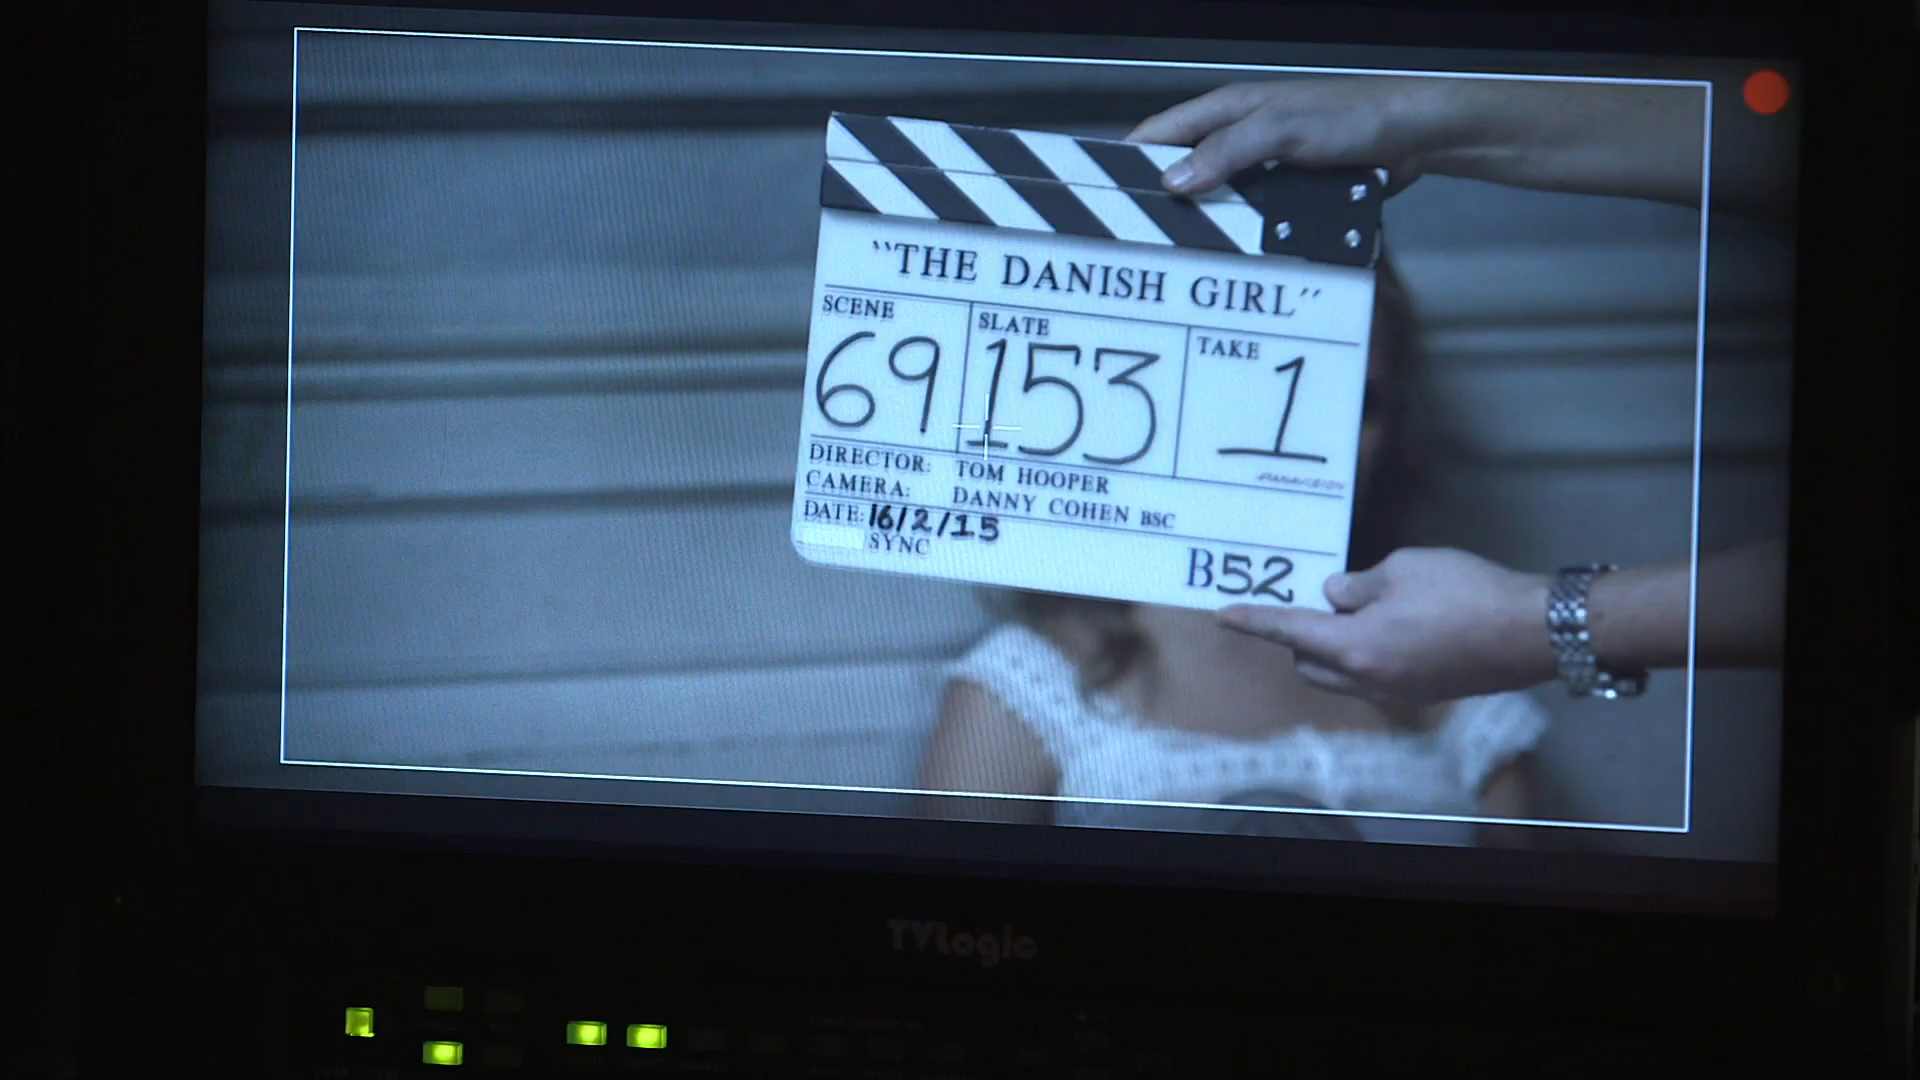 "THE DANISH GIRL"
SCENE SLATE TAKE
69 153 1
PANAVISION
DIRECTOR: TOM HOOPER
CAMERA: DANNY COHEN BSC
DATE: 16/2/15
SYNC
B52
TVLogic